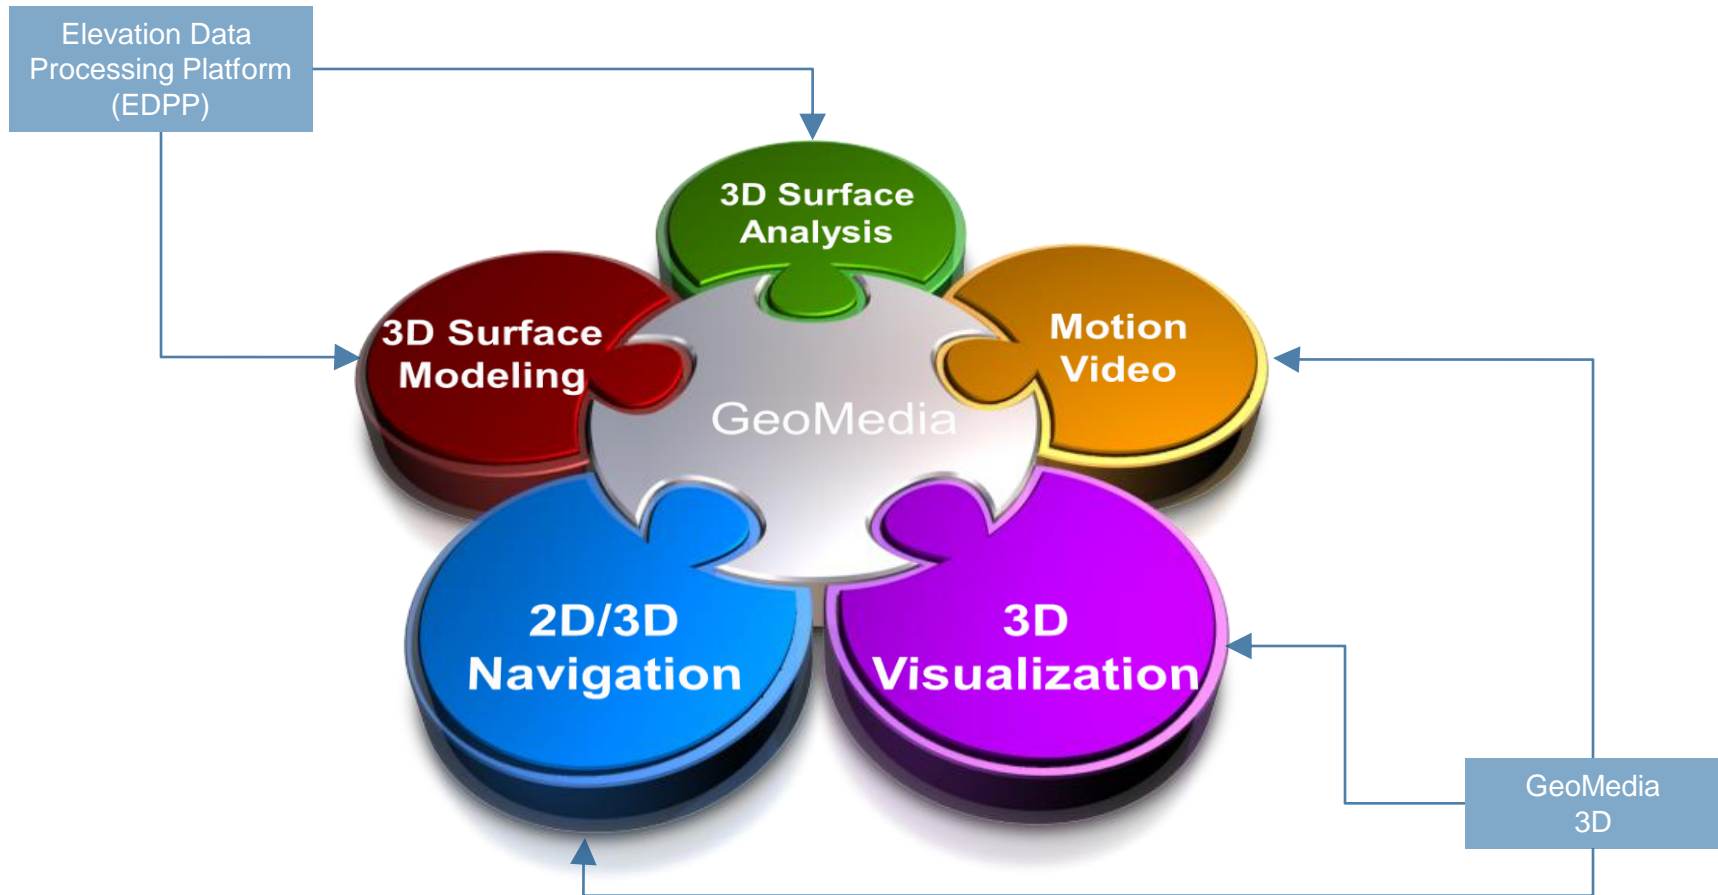 Elevation Data
Processing Platform
(EDPP)
3D Surface
Analysis
3D Surface
Modeling
Motion
Video
GeoMedia
2D/3D
Navigation
3D
Visualization
GeoMedia
3D